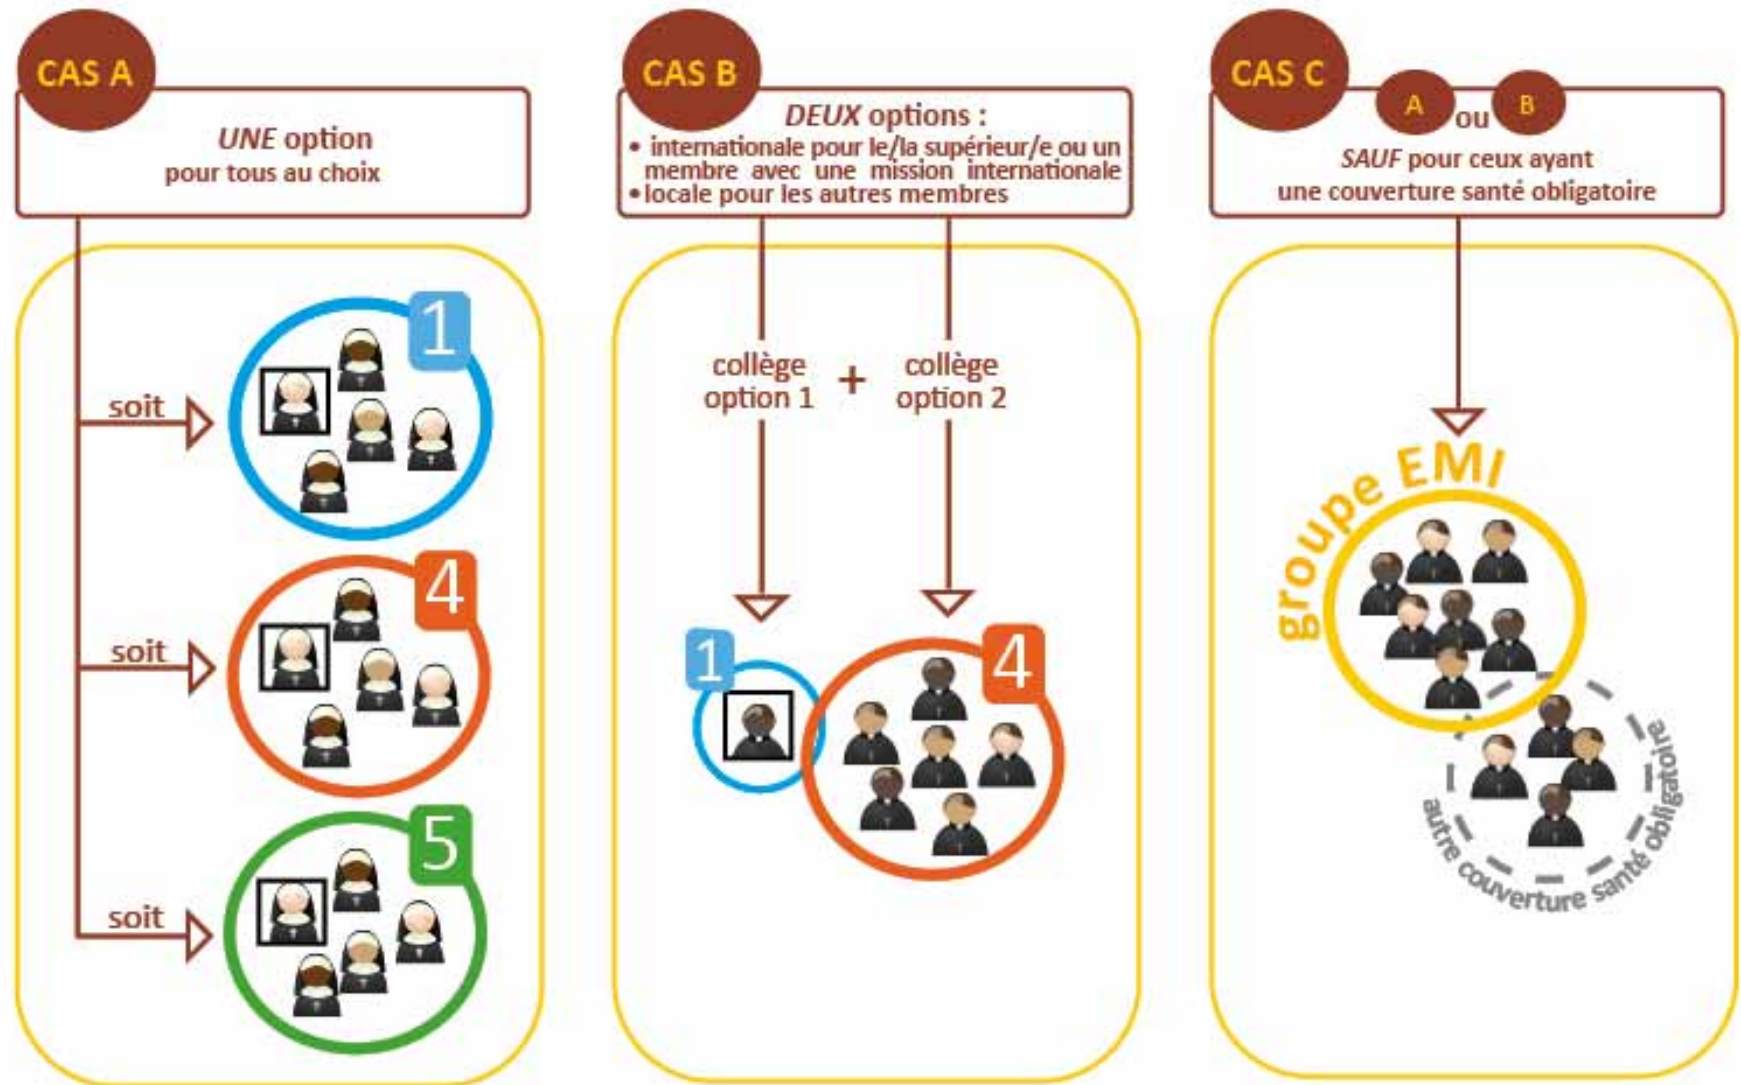 CAS A
UNE option
pour tous au choix
soit
1
soit
4
soit
5
CAS B
DEUX options :
• internationale pour le/la supérieur/e ou un
membre avec une mission internationale
• locale pour les autres membres
collège
option 1
+
collège
option 2
1
4
CAS C
A ou B
SAUF pour ceux ayant
une couverture santé obligatoire
groupe EMI
autre couverture santé obligatoire